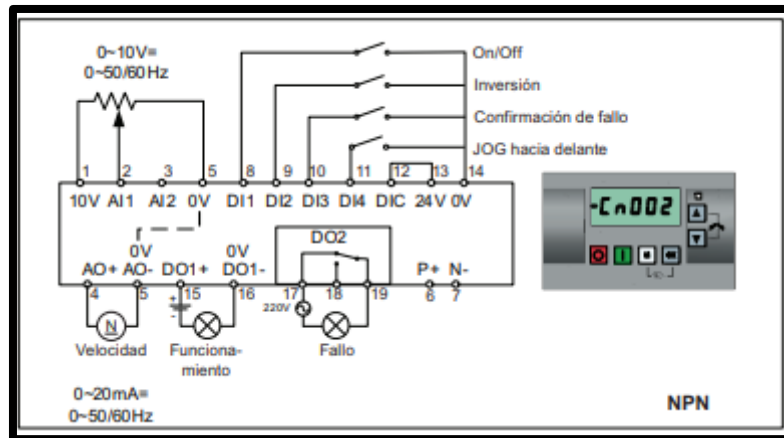 0~10V=
0~50/60 Hz
On/Off
Inversión
Confirmación de fallo
JOG hacia delante
1 2 3 5 8 9 10 11 12 13 14
10V AI1 AI2 0V DI1 DI2 DI3 DI4 DIC 24V 0V
-Cn002
0V 0V DO2
AO+ AO- DO1+ DO1- P+ N-
4 5 15 16 17 18 19 6 7
+
-
220V
N
Velocidad
Funciona-
miento
Fallo
0~20mA=
0~50/60Hz
NPN